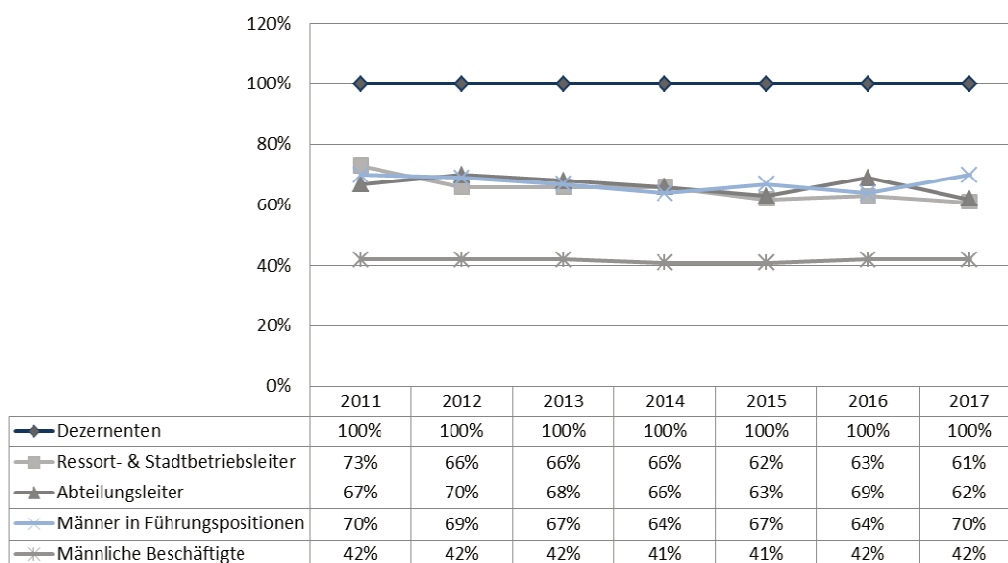 120%
100%
80%
60%
40%
20%
0%
2011 2012 2013 2014 2015 2016 2017
Dezernenten 100% 100% 100% 100% 100% 100% 100%
Ressort- & Stadtbetriebsleiter 73% 66% 66% 66% 62% 63% 61%
Abteilungsleiter 67% 70% 68% 66% 63% 69% 62%
Männer in Führungspositionen 70% 69% 67% 64% 67% 64% 70%
Männliche Beschäftigte 42% 42% 42% 41% 41% 42% 42%